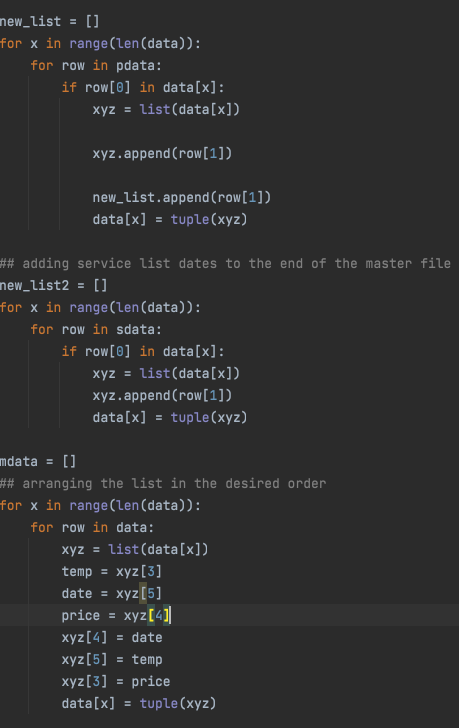 new_list = []
for x in range(len(data)):
    for row in pdata:
        if row[0] in data[x]:
            xyz = list(data[x])

            xyz.append(row[1])

            new_list.append(row[1])
            data[x] = tuple(xyz)

## adding service list dates to the end of the master file
new_list2 = []
for x in range(len(data)):
    for row in sdata:
        if row[0] in data[x]:
            xyz = list(data[x])
            xyz.append(row[1])
            data[x] = tuple(xyz)

mdata = []
## arranging the list in the desired order
for x in range(len(data)):
    for row in data:
        xyz = list(data[x])
        temp = xyz[3]
        date = xyz[5]
        price = xyz[4]
        xyz[4] = date
        xyz[5] = temp
        xyz[3] = price
        data[x] = tuple(xyz)